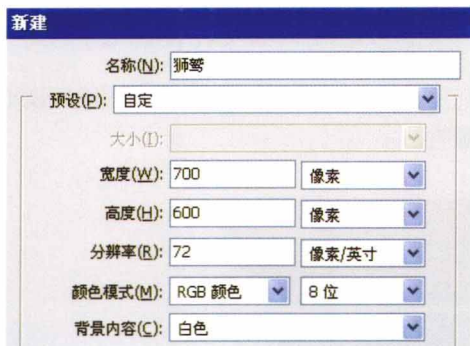 新建
名称(N): 狮鹫
预设(P): 自定
大小(I):
宽度(W): 700 像素
高度(H): 600 像素
分辨率(R): 72 像素/英寸
颜色模式(M): RGB 颜色 8 位
背景内容(C): 白色